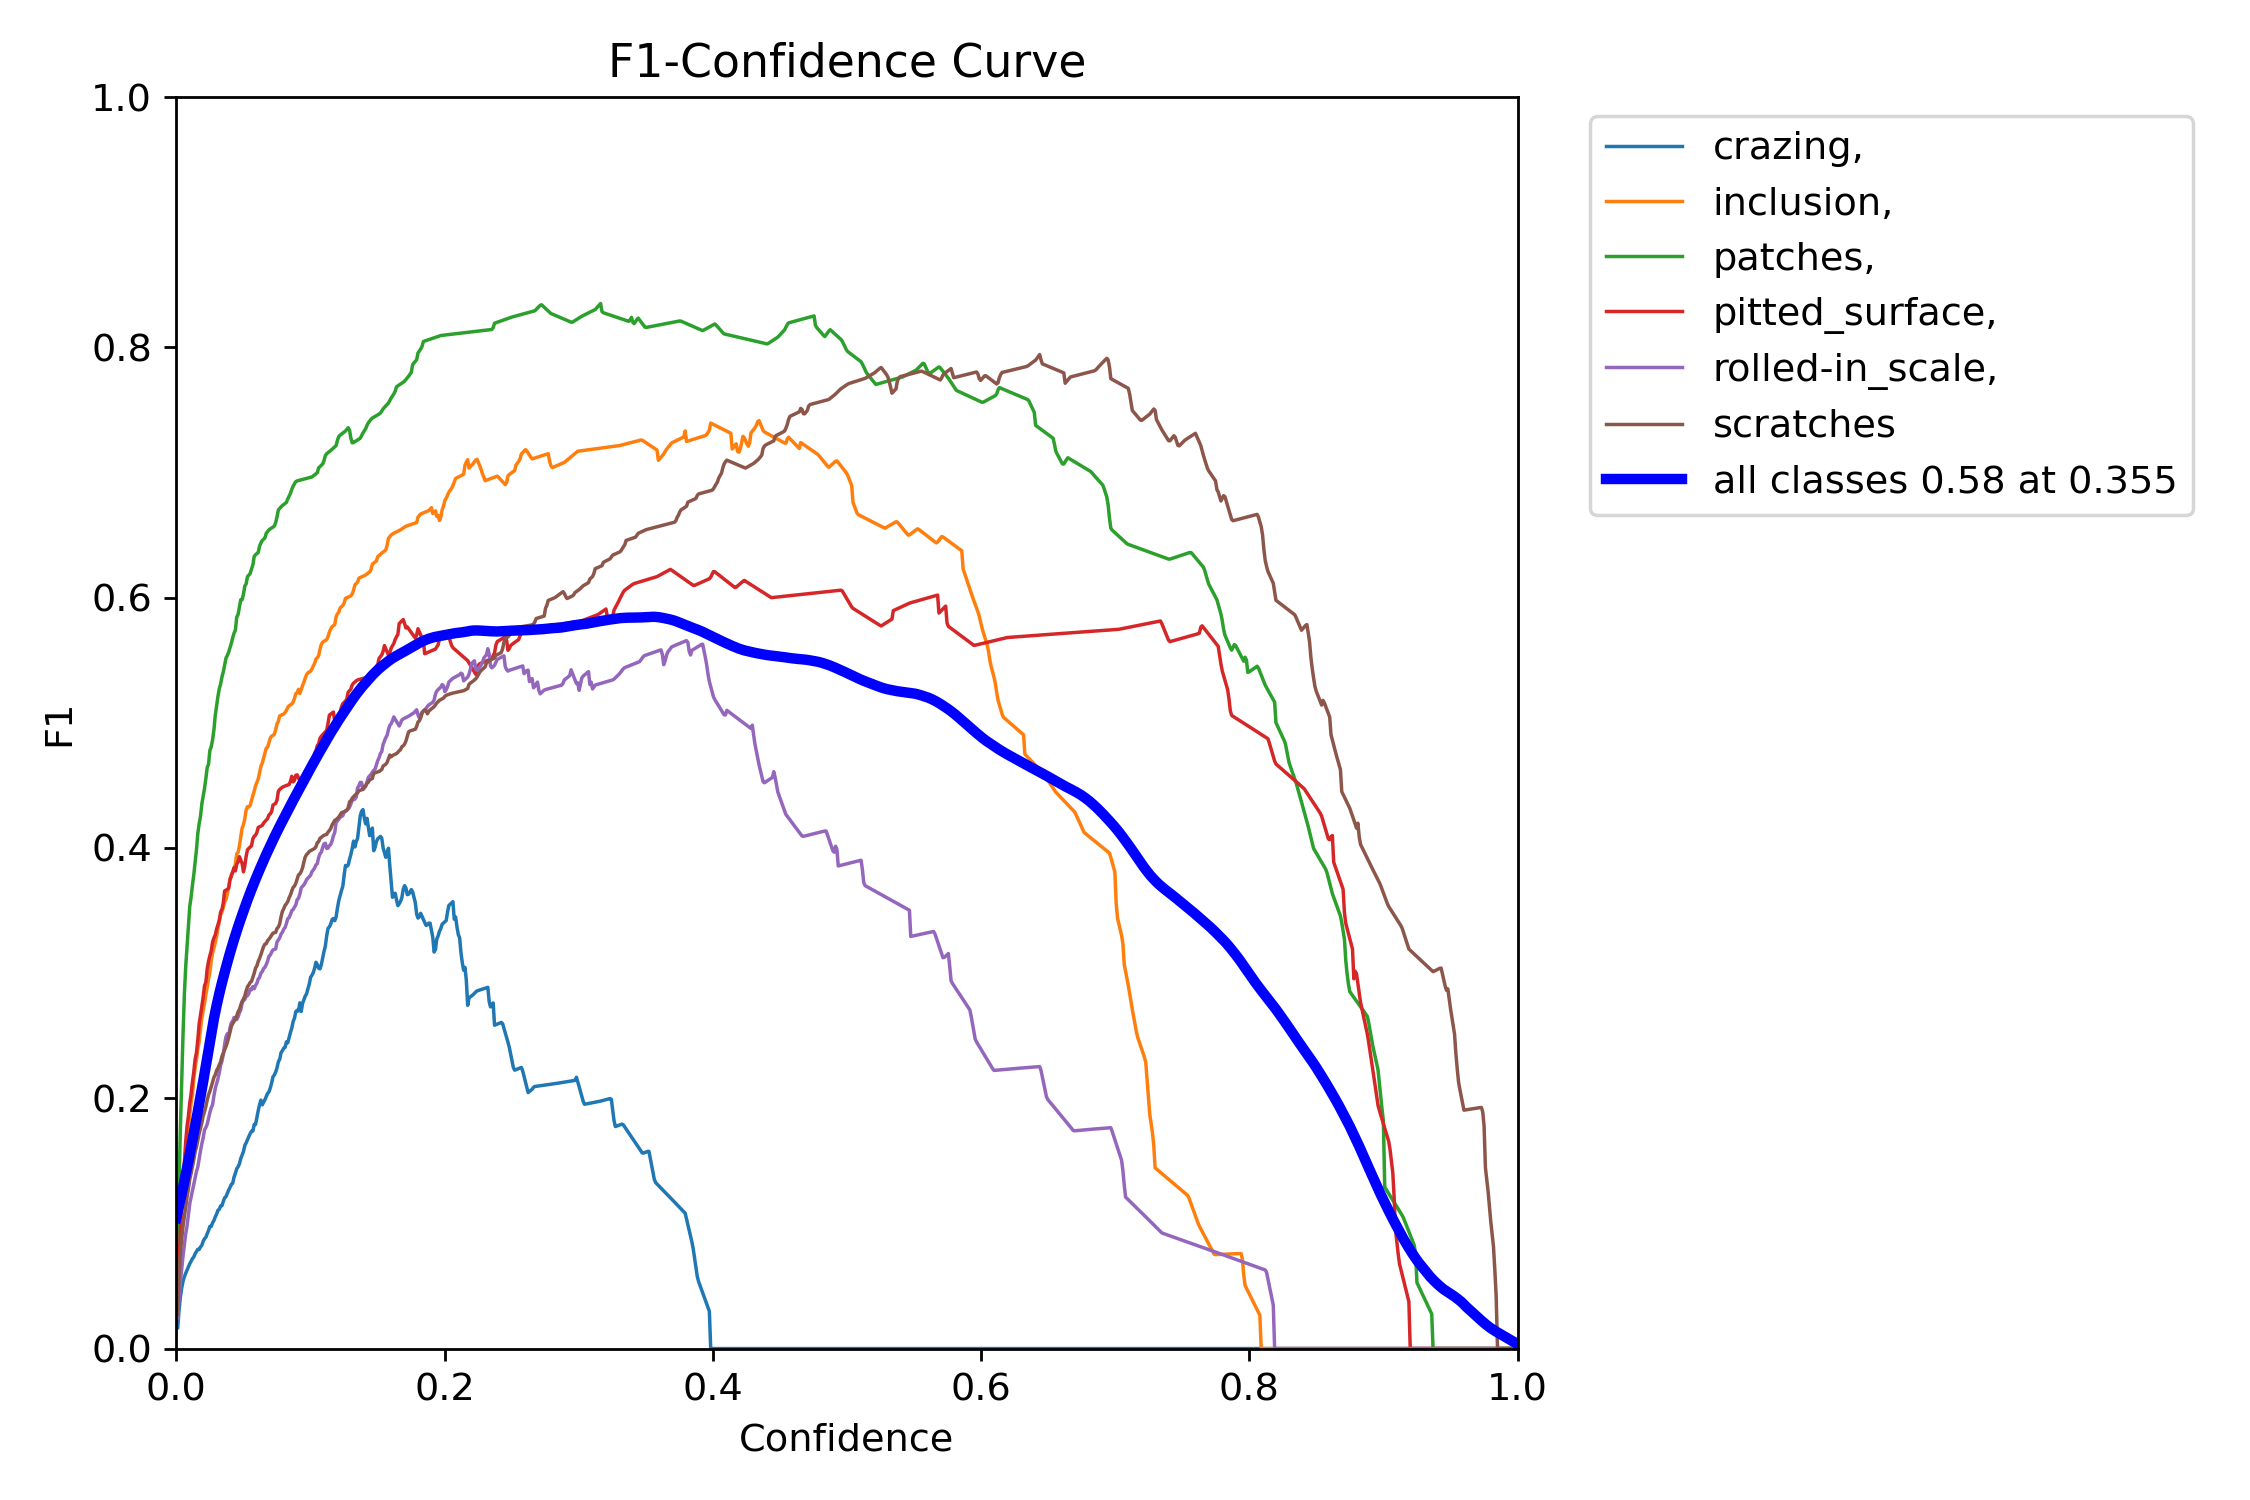 F1-Confidence Curve
1.0
0.8
0.6
0.4
0.2
0.0
F1
0.0 0.2 0.4 0.6 0.8 1.0
Confidence
crazing,
inclusion,
patches,
pitted_surface,
rolled-in_scale,
scratches
all classes 0.58 at 0.355